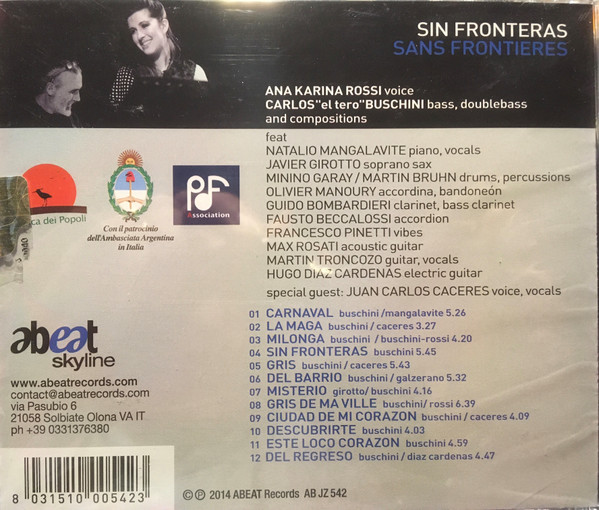 SIN FRONTERAS
SANS FRONTIERES
ANA KARINA ROSSI voice
CARLOS"el tero"BUSCHINI bass, doublebass
and compositions
feat
NATALIO MANGALAVITE piano, vocals
JAVIER GIROTTO soprano sax
MININO GARAY / MARTIN BRUHN drums, percussions
OLIVIER MANOURY accordina, bandoneón
GUIDO BOMBARDIERI clarinet, bass clarinet
FAUSTO BECCALOSSI accordion
FRANCESCO PINETTI vibes
MAX ROSATI acoustic guitar
MARTIN TRONCOZO guitar, vocals
HUGO DIAZ CARDENAS electric guitar
special guest: JUAN CARLOS CACERES voice, vocals
ca dei Popoli
Con il patrocinio
dell'Ambasciata Argentina
in Italia
PDF
Association
01 CARNAVAL buschini /mangalavite 5.26
02 LA MAGA buschini / caceres 3.27
03 MILONGA buschini / buschini-rossi 4.20
04 SIN FRONTERAS buschini 5.45
05 GRIS buschini / caceres 5.43
06 DEL BARRIO buschini / galzerano 5.32
07 MISTERIO girotto/ buschini 4.16
08 GRIS DE MA VILLE buschini/ rossi 6.39
09 CIUDAD DE MI CORAZON buschini / caceres 4.09
10 DESCUBRIRTE buschini 4.03
11 ESTE LOCO CORAZON buschini 4.59
12 DEL REGRESO buschini / diaz cardenas 4.47
abeat
skyline
www.abeatrecords.com
contact@abeatrecords.com
via Pasubio 6
21058 Solbiate Olona VA IT
ph +39 0331376380
8 031510 005423
© ℗ 2014 ABEAT Records AB JZ 542